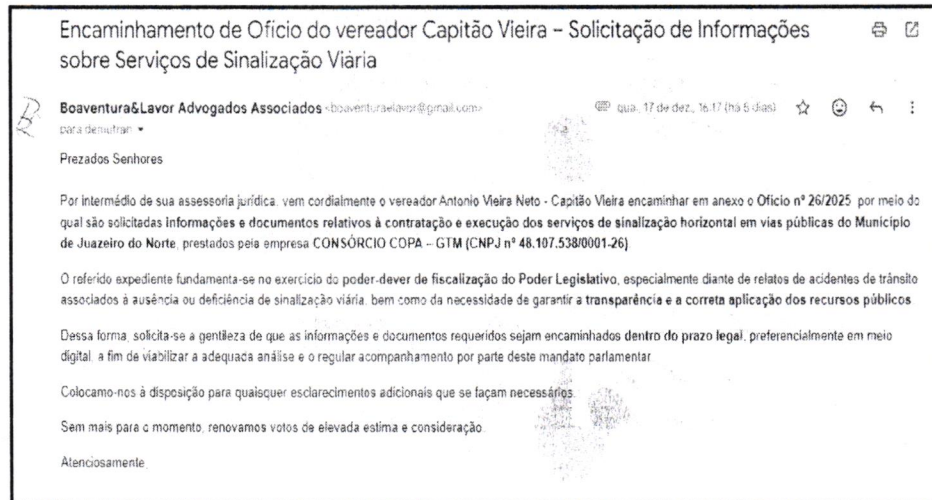 Encaminhamento de Ofício do vereador Capitão Vieira – Solicitação de Informações
sobre Serviços de Sinalização Viária
Boaventura&Lavor Advogados Associados <boaventuraelavor@gmail.com>
qua., 17 de dez., 16:17 (há 5 dias)
para demutran
Prezados Senhores
Por intermédio de sua assessoria jurídica, vem cordialmente o vereador Antonio Vieira Neto - Capitão Vieira encaminhar em anexo o Ofício nº 26/2025 por meio do
qual são solicitadas informações e documentos relativos à contratação e execução dos serviços de sinalização horizontal em vias públicas do Município
de Juazeiro do Norte, prestados pela empresa CONSÓRCIO COPA – GTM (CNPJ nº 48.107.538/0001-26)
O referido expediente fundamenta-se no exercício do poder-dever de fiscalização do Poder Legislativo, especialmente diante de relatos de acidentes de trânsito
associados à ausência ou deficiência de sinalização viária, bem como da necessidade de garantir a transparência e a correta aplicação dos recursos públicos
Dessa forma, solicita-se a gentileza de que as informações e documentos requeridos sejam encaminhados dentro do prazo legal, preferencialmente em meio
digital, a fim de viabilizar a adequada análise e o regular acompanhamento por parte deste mandato parlamentar
Colocamo-nos à disposição para quaisquer esclarecimentos adicionais que se façam necessários.
Sem mais para o momento, renovamos votos de elevada estima e consideração.
Atenciosamente,